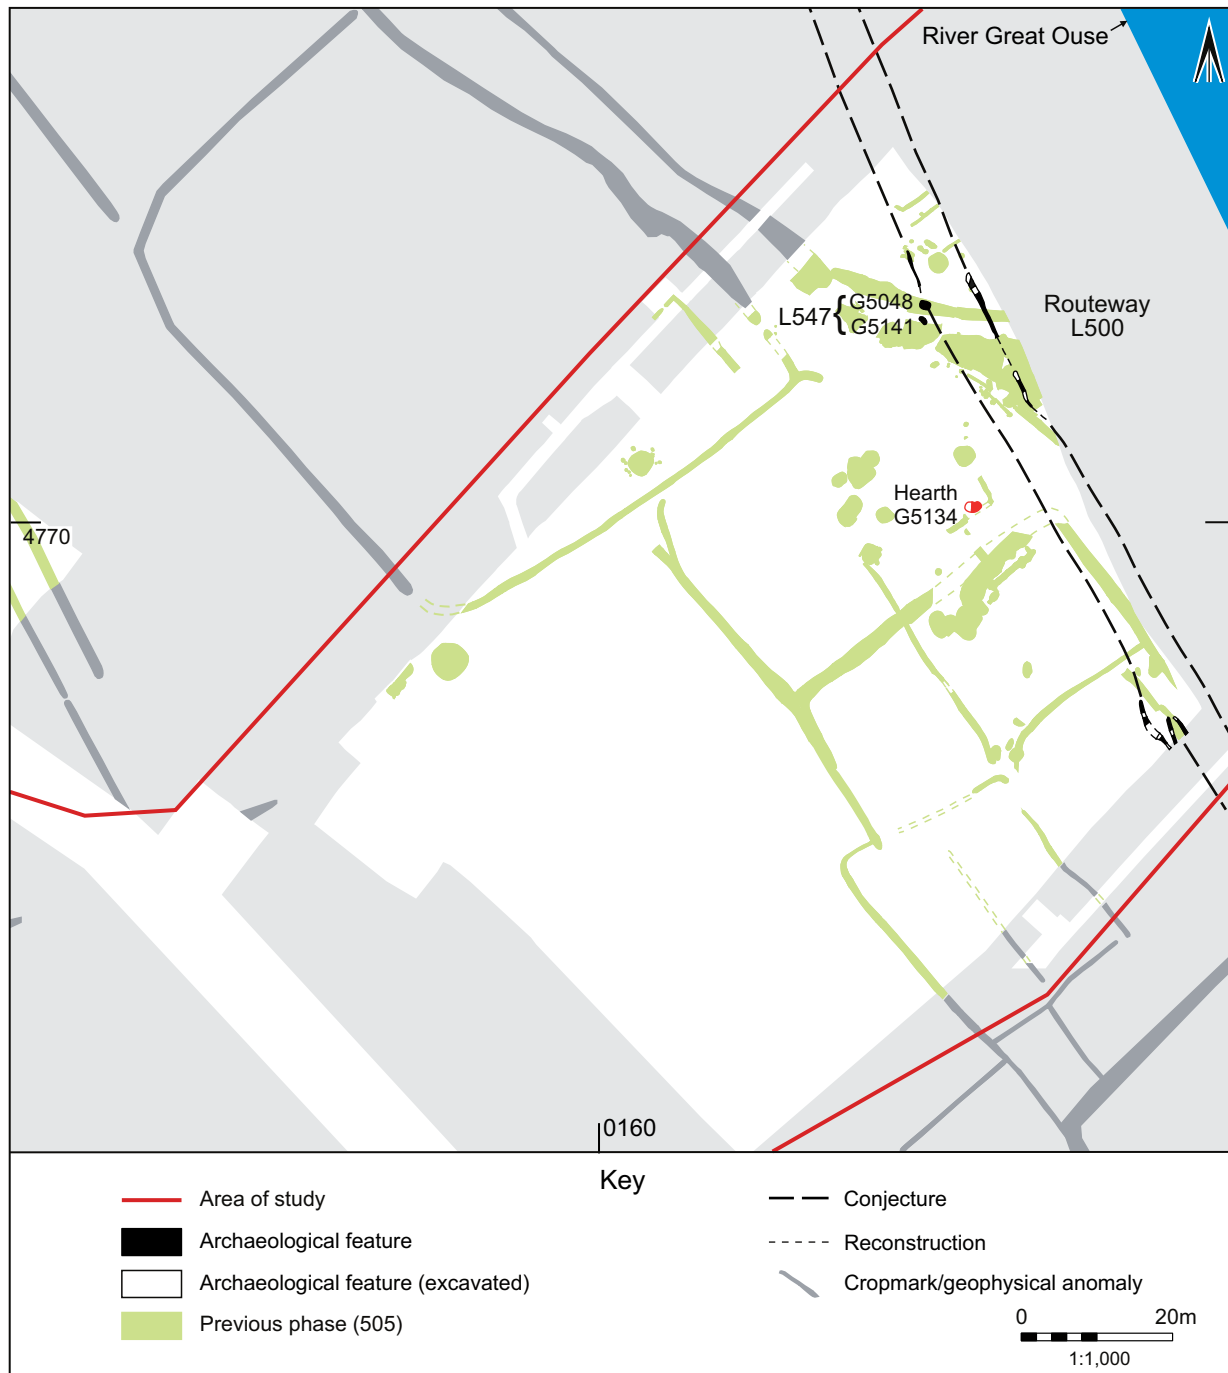 River Great Ouse
L547 { G5048
G5141
Routeway
L500
Hearth
G5134
4770
0160
Key
Area of study
Archaeological feature
Archaeological feature (excavated)
Previous phase (505)
Conjecture
Reconstruction
Cropmark/geophysical anomaly
0 20m
1:1,000